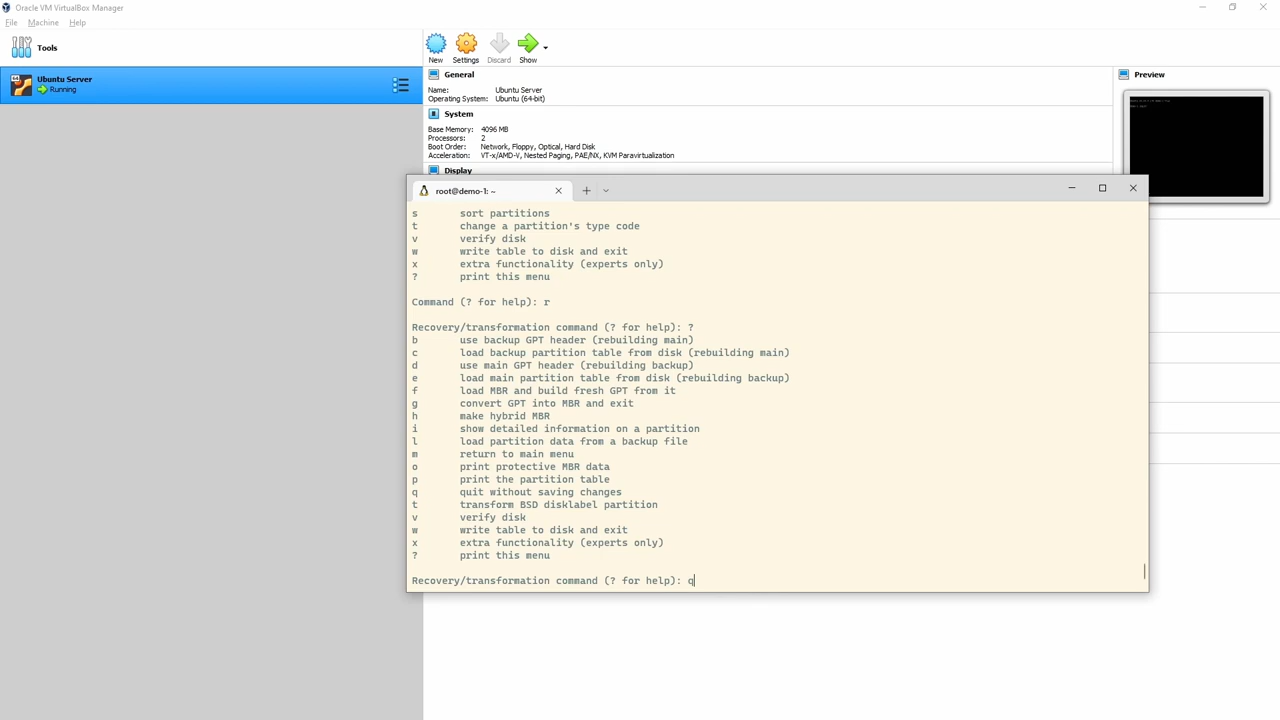 Oracle VM VirtualBox Manager
File Machine Help
Tools
Ubuntu Server
Running
New Settings Discard Show
General
Name: Ubuntu Server
Operating System: Ubuntu (64-bit)
System
Base Memory: 4096 MB
Processors: 2
Boot Order: Network, Floppy, Optical, Hard Disk
Acceleration: VT-x/AMD-V, Nested Paging, PAE/NX, KVM Paravirtualization
Display
Preview
root@demo-1: ~
s sort partitions
t change a partition's type code
v verify disk
w write table to disk and exit
x extra functionality (experts only)
? print this menu
Command (? for help): r
Recovery/transformation command (? for help): ?
b use backup GPT header (rebuilding main)
c load backup partition table from disk (rebuilding main)
d use main GPT header (rebuilding backup)
e load main partition table from disk (rebuilding backup)
f load MBR and build fresh GPT from it
g convert GPT into MBR and exit
h make hybrid MBR
i show detailed information on a partition
l load partition data from a backup file
m return to main menu
o print protective MBR data
p print the partition table
q quit without saving changes
t transform BSD disklabel partition
v verify disk
w write table to disk and exit
x extra functionality (experts only)
? print this menu
Recovery/transformation command (? for help): q